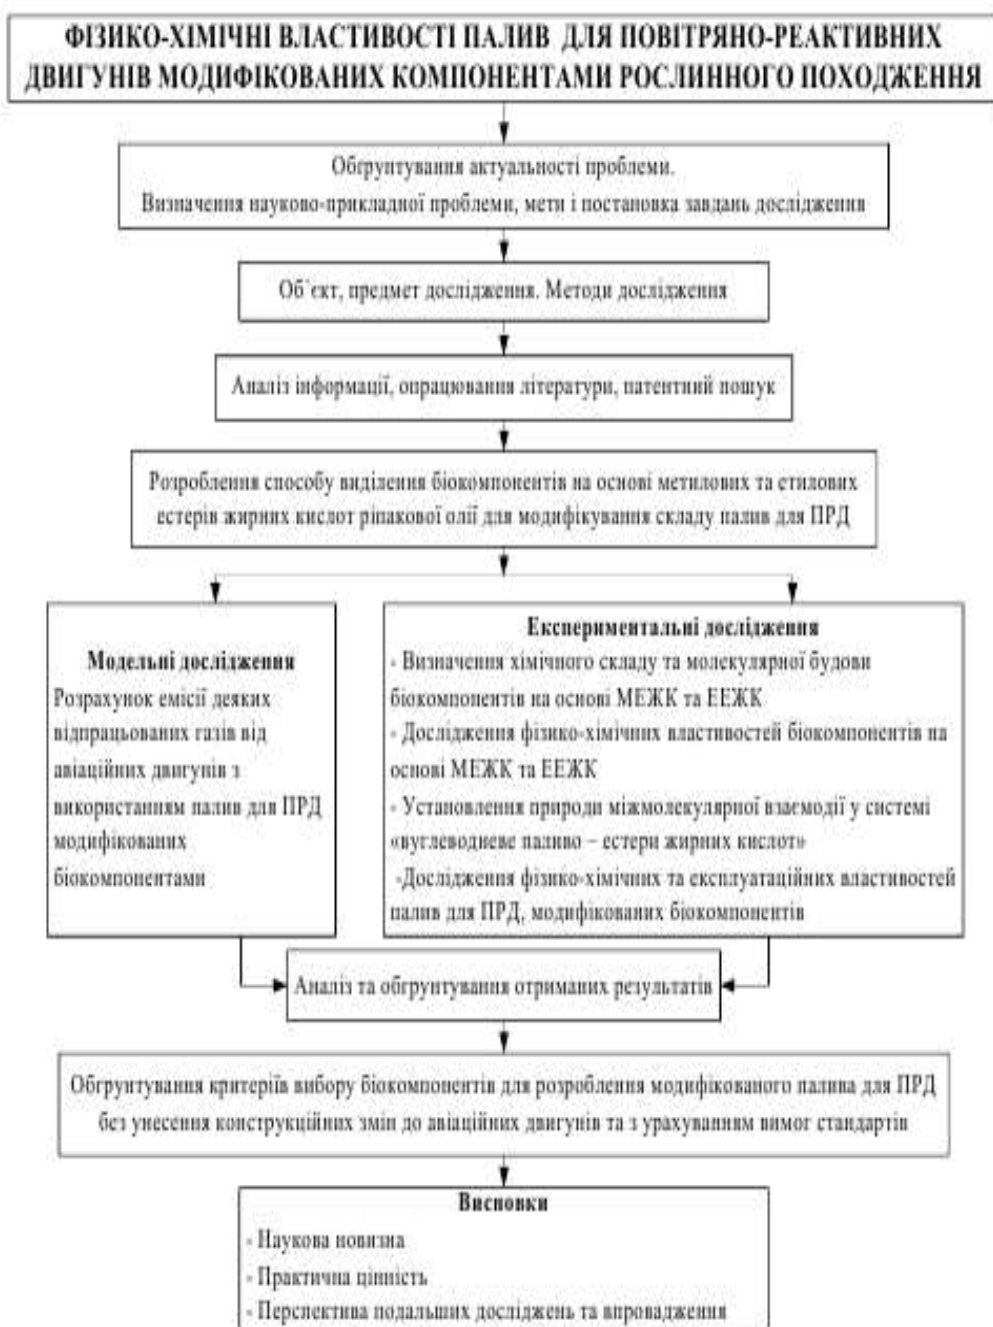 ФІЗИКО-ХІМІЧНІ ВЛАСТИВОСТІ ПАЛИВ ДЛЯ ПОВІТРЯНО-РЕАКТИВНИХ
ДВИГУНІВ МОДИФІКОВАНИХ КОМПОНЕНТАМИ РОСЛИННОГО ПОХОДЖЕННЯ
Обґрунтування актуальності проблеми.
Визначення науково-прикладної проблеми, мети і постановка завдань дослідження
Об`єкт, предмет дослідження. Методи дослідження
Аналіз інформації, опрацювання літератури, патентний пошук
Розроблення способу виділення біокомпонентів на основі метилових та етилових
естерів жирних кислот ріпакової олії для модифікування складу палив для ПРД
Модельні дослідження
Розрахунок емісії деяких
відпрацьованих газів від
авіаційних двигунів з
використанням палив для ПРД
модифікованих
біокомпонентами
Експериментальні дослідження
- Визначення хімічного складу та молекулярної будови
біокомпонентів на основі МЕЖК та ЕЕЖК
- Дослідження фізико-хімічних властивостей біокомпонентів на
основі МЕЖК та ЕЕЖК
- Установлення природи міжмолекулярної взаємодії у системі
«вуглеводневе паливо – естери жирних кислот»
-Дослідження фізико-хімічних та експлуатаційних властивостей
палив для ПРД, модифікованих біокомпонентів
Аналіз та обґрунтування отриманих результатів
Обґрунтування критеріїв вибору біокомпонентів для розроблення модифікованого палива для ПРД
без унесення конструкційних змін до авіаційних двигунів та з урахуванням вимог стандартів
Висновки
- Наукова новизна
- Практична цінність
- Перспектива подальших досліджень та впровадження